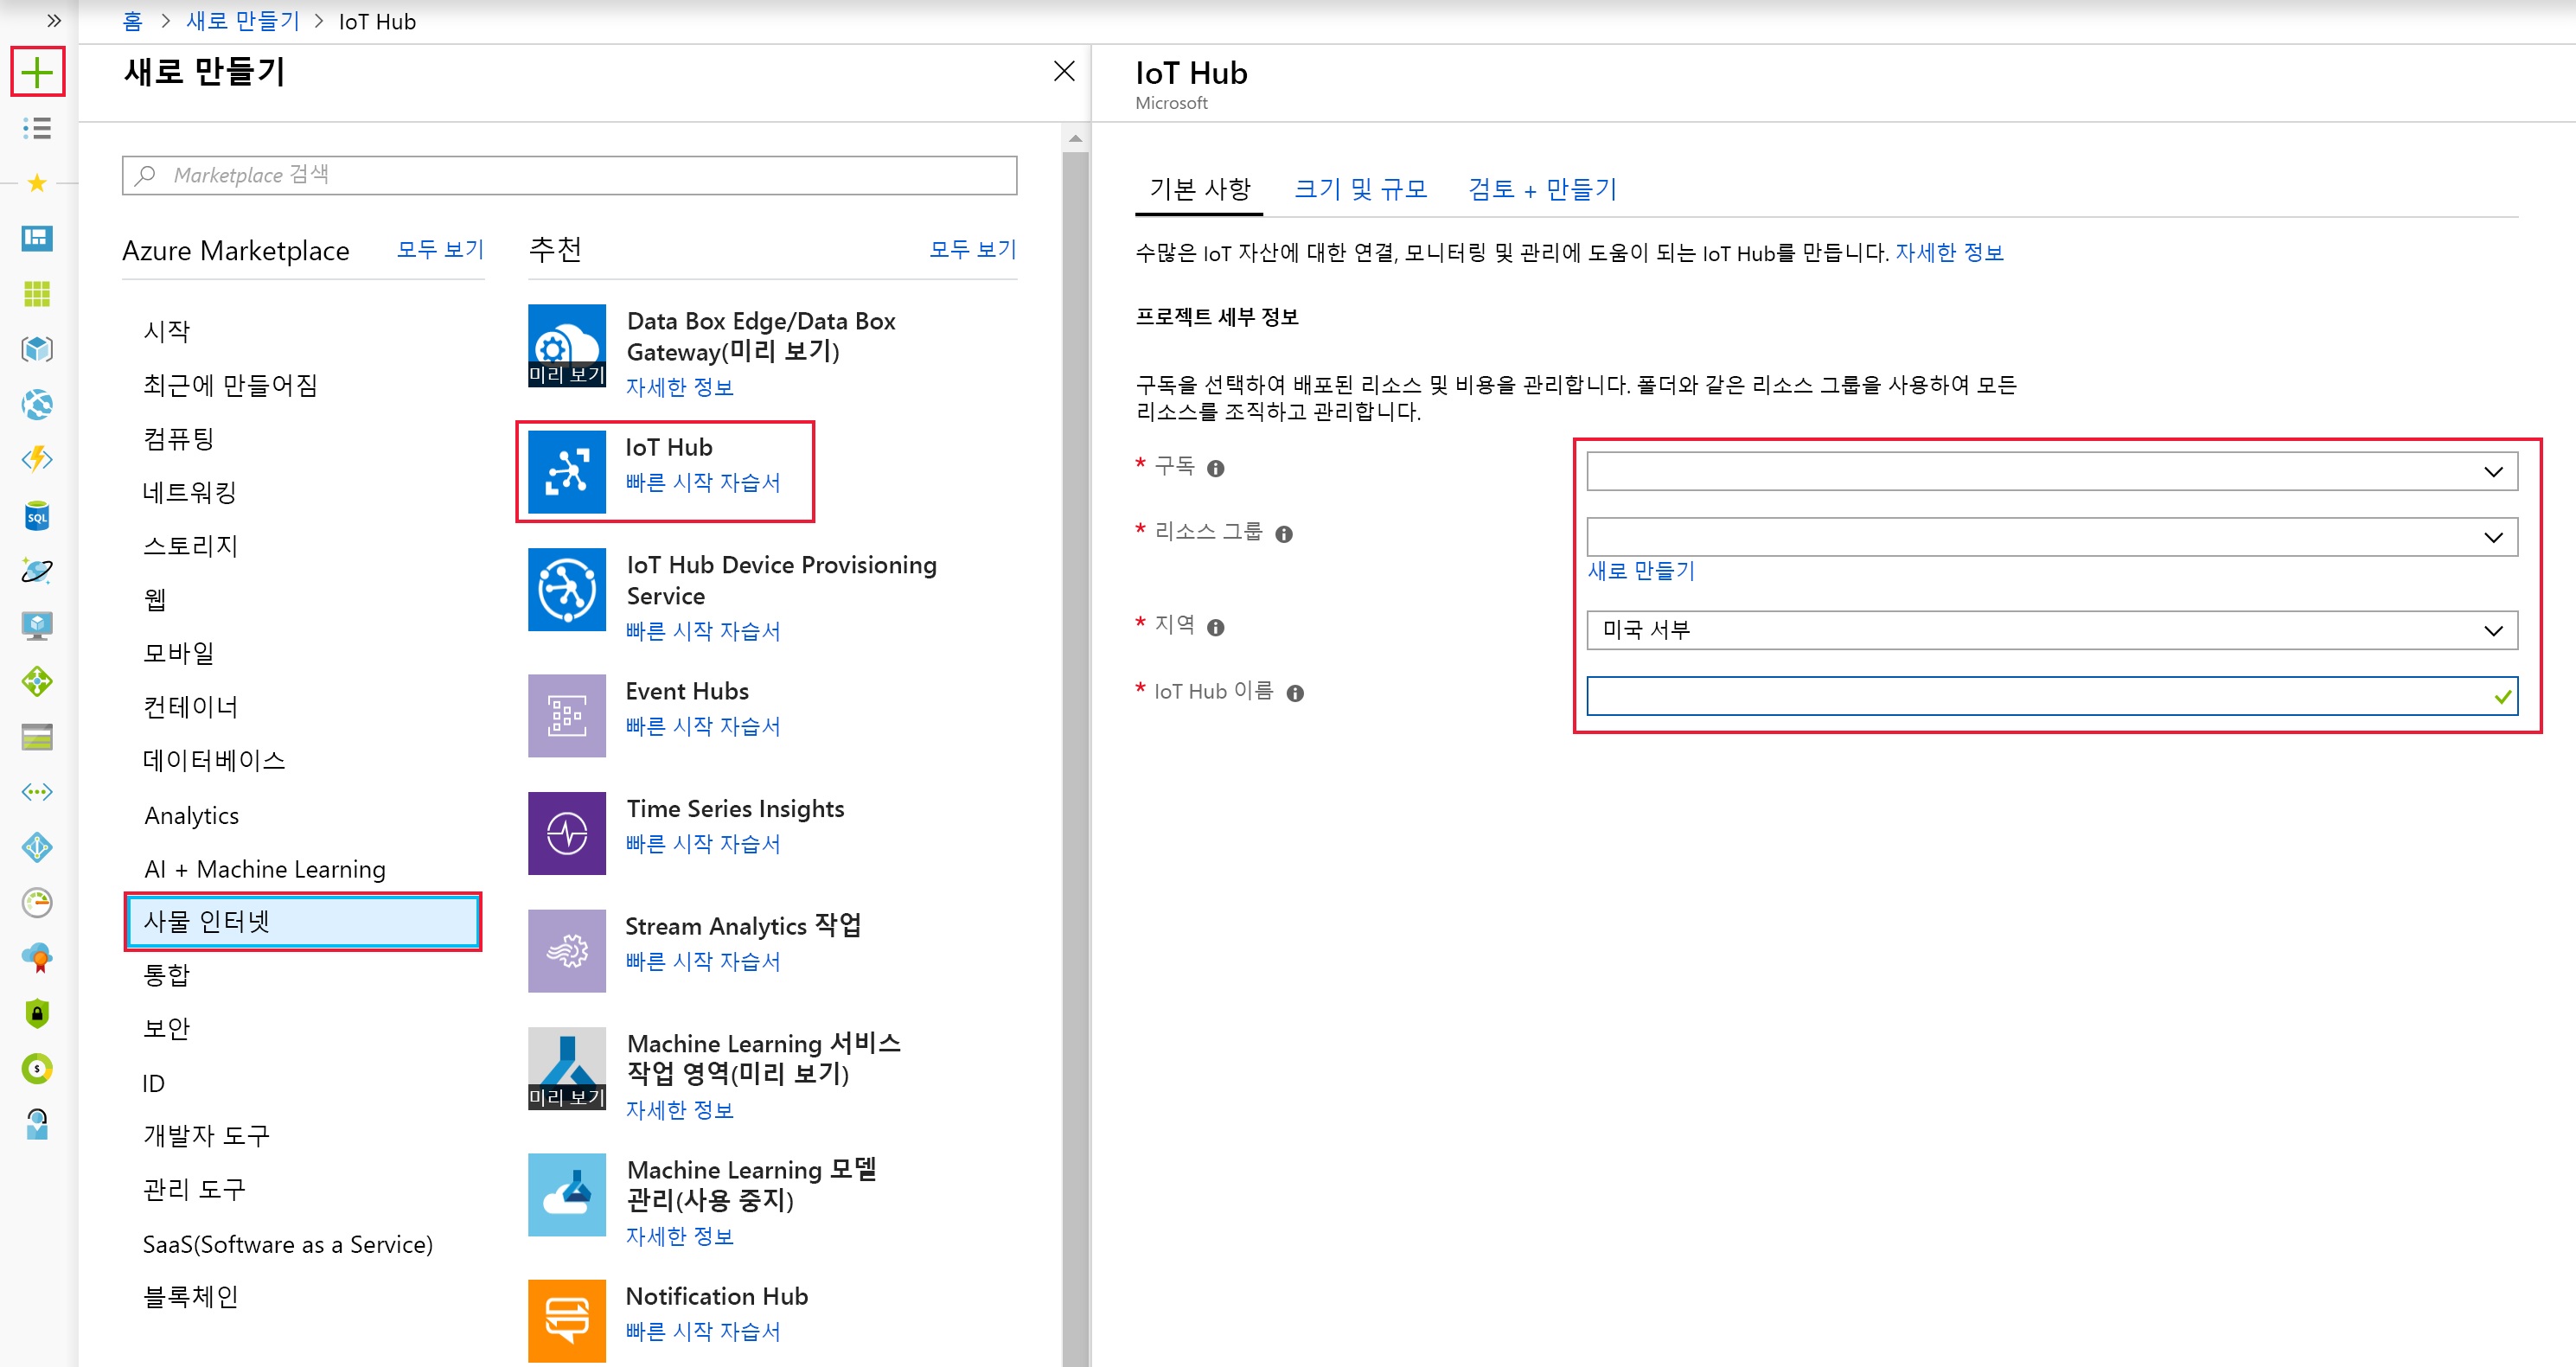 홈 > 새로 만들기 > IoT Hub
새로 만들기
Marketplace 검색
Azure Marketplace 모두 보기
시작
최근에 만들어짐
컴퓨팅
네트워킹
스토리지
웹
모바일
컨테이너
데이터베이스
Analytics
AI + Machine Learning
사물 인터넷
통합
보안
ID
개발자 도구
관리 도구
SaaS(Software as a Service)
블록체인
추천 모두 보기
미리 보기
Data Box Edge/Data Box
Gateway(미리 보기)
자세한 정보
IoT Hub
빠른 시작 자습서
IoT Hub Device Provisioning
Service
빠른 시작 자습서
Event Hubs
빠른 시작 자습서
Time Series Insights
빠른 시작 자습서
Stream Analytics 작업
빠른 시작 자습서
미리 보기
Machine Learning 서비스
작업 영역(미리 보기)
자세한 정보
Machine Learning 모델
관리(사용 중지)
자세한 정보
Notification Hub
빠른 시작 자습서
SQL
IoT Hub
Microsoft
기본 사항 크기 및 규모 검토 + 만들기
수많은 IoT 자산에 대한 연결, 모니터링 및 관리에 도움이 되는 IoT Hub를 만듭니다. 자세한 정보
프로젝트 세부 정보
구독을 선택하여 배포된 리소스 및 비용을 관리합니다. 폴더와 같은 리소스 그룹을 사용하여 모든
리소스를 조직하고 관리합니다.
* 구독
* 리소스 그룹
새로 만들기
* 지역 미국 서부
* IoT Hub 이름